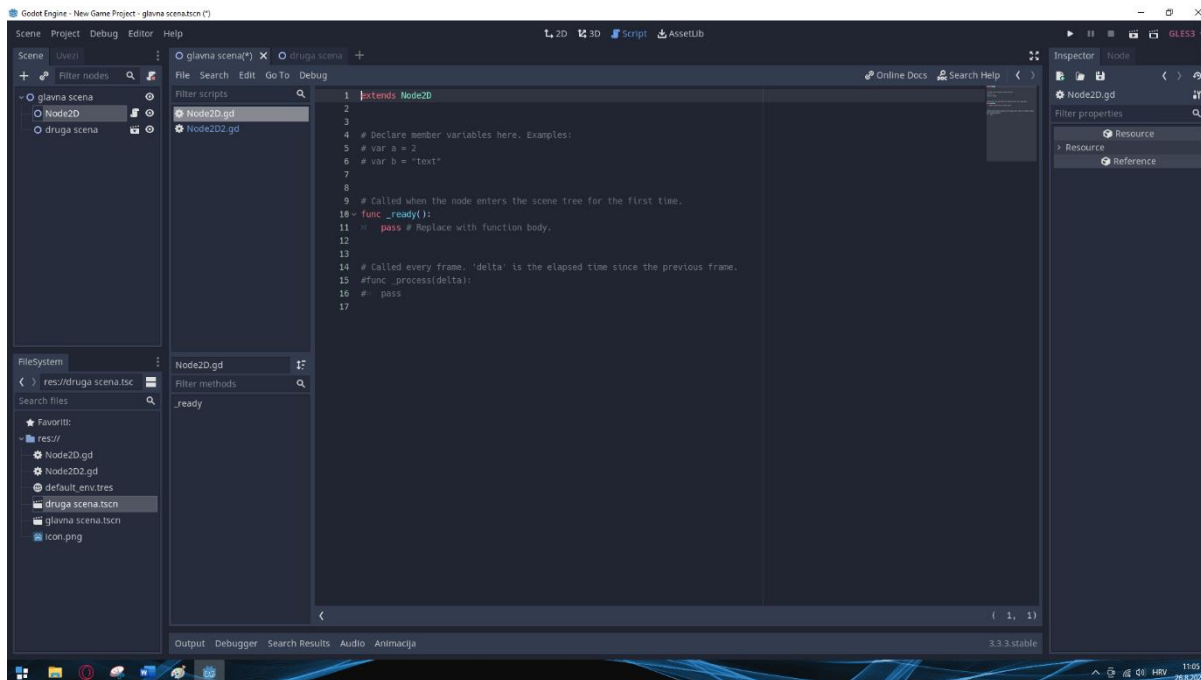 Godot Engine - New Game Project - glavna scena.tscn (*)
Scene Project Debug Editor Help
2D 3D Script AssetLib
GLES3
Scene Uvezi
Filter nodes
glavna scena
Node2D
druga scena
glavna scena(*) druga scena
File Search Edit Go To Debug
Online Docs Search Help
Filter scripts
Node2D.gd
Node2D2.gd
1 extends Node2D
2
3
4 # Declare member variables here. Examples:
5 # var a = 2
6 # var b = "text"
7
8
9 # Called when the node enters the scene tree for the first time.
10 func _ready():
11 pass # Replace with function body.
12
13
14 # Called every frame. 'delta' is the elapsed time since the previous frame.
15 #func _process(delta):
16 # pass
17
Inspector Node
Node2D.gd
Filter properties
Resource
Resource
Reference
FileSystem
res://druga scena.tsc
Search files
Favoriti:
res://
Node2D.gd
Node2D2.gd
default_env.tres
druga scena.tscn
glavna scena.tscn
icon.png
Node2D.gd
Filter methods
_ready
( 1, 1)
Output Debugger Search Results Audio Animacija
3.3.3.stable
HRV
11:05